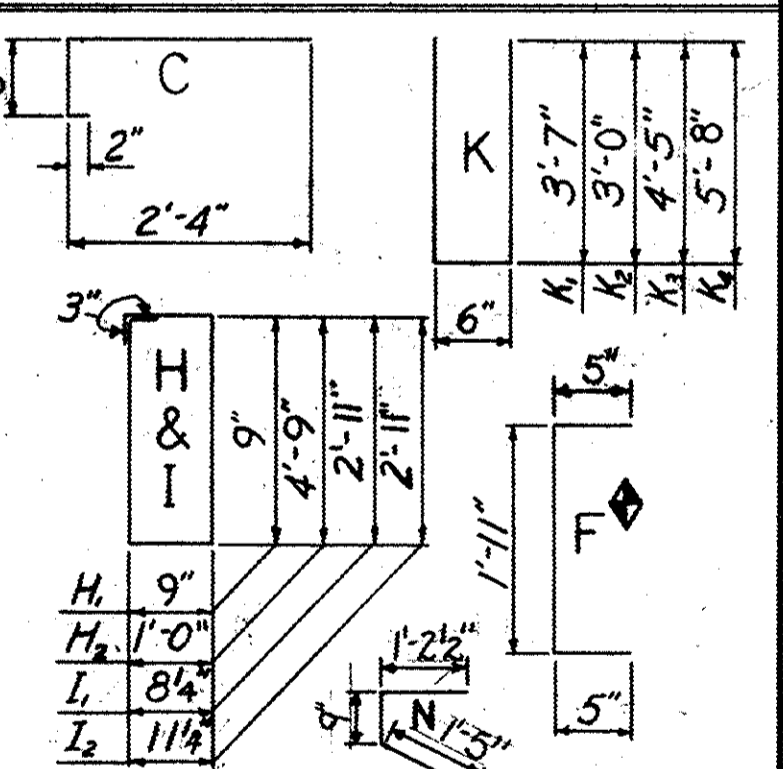 C
2"
2'-4"
K
3'-7"
3'-0"
4'-5"
5'-8"
K₁
K₂
K₃
K₄
6"
3"
H
&
I
9"
4'-9"
2'-11"
2'-11"
H₁ 9"
H₂ 1'-0"
I₁ 8¼"
I₂ 11¼"
5"
1'-11"
F
5"
1'-2½"
N
1'-5"